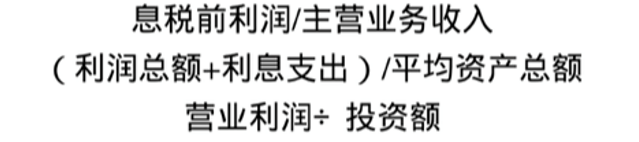 息税前利润/主营业务收入
（利润总额+利息支出）/平均资产总额
营业利润÷ 投资额